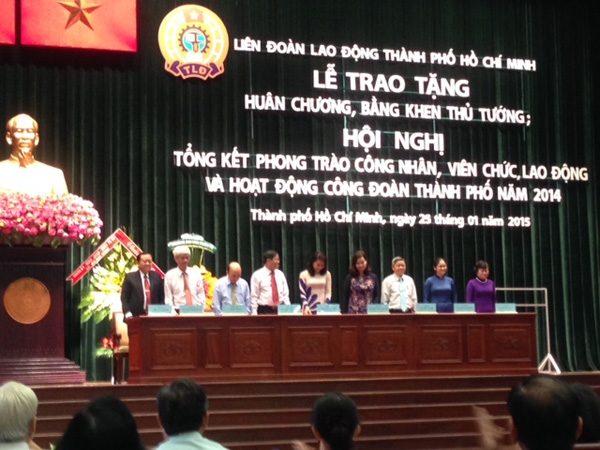 LIÊN ĐOÀN LAO ĐỘNG THÀNH PHỐ HỒ CHÍ MINH
TLĐ
LỄ TRAO TẶNG
HUÂN CHƯƠNG, BẰNG KHEN THỦ TƯỚNG;
HỘI NGHỊ
TỔNG KẾT PHONG TRÀO CÔNG NHÂN, VIÊN CHỨC, LAO ĐỘNG
VÀ HOẠT ĐỘNG CÔNG ĐOÀN THÀNH PHỐ NĂM 2014
Thành phố Hồ Chí Minh, ngày 25 tháng 01 năm 2015